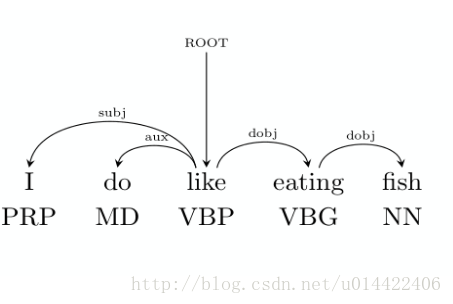 ROOT
subj
aux
dobj
dobj
I do like eating fish
PRP MD VBP VBG NN
http://blog.csdn.net/u014422406